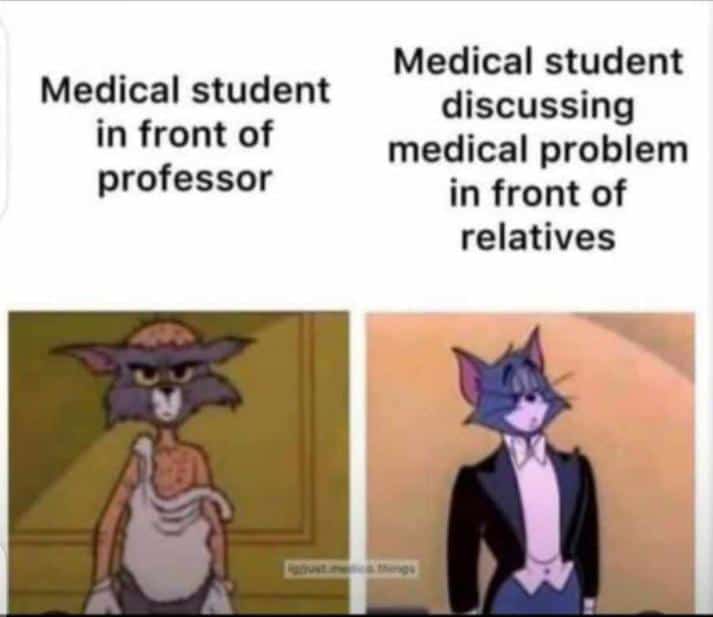 Medical student
in front of
professor
Medical student
discussing
medical problem
in front of
relatives